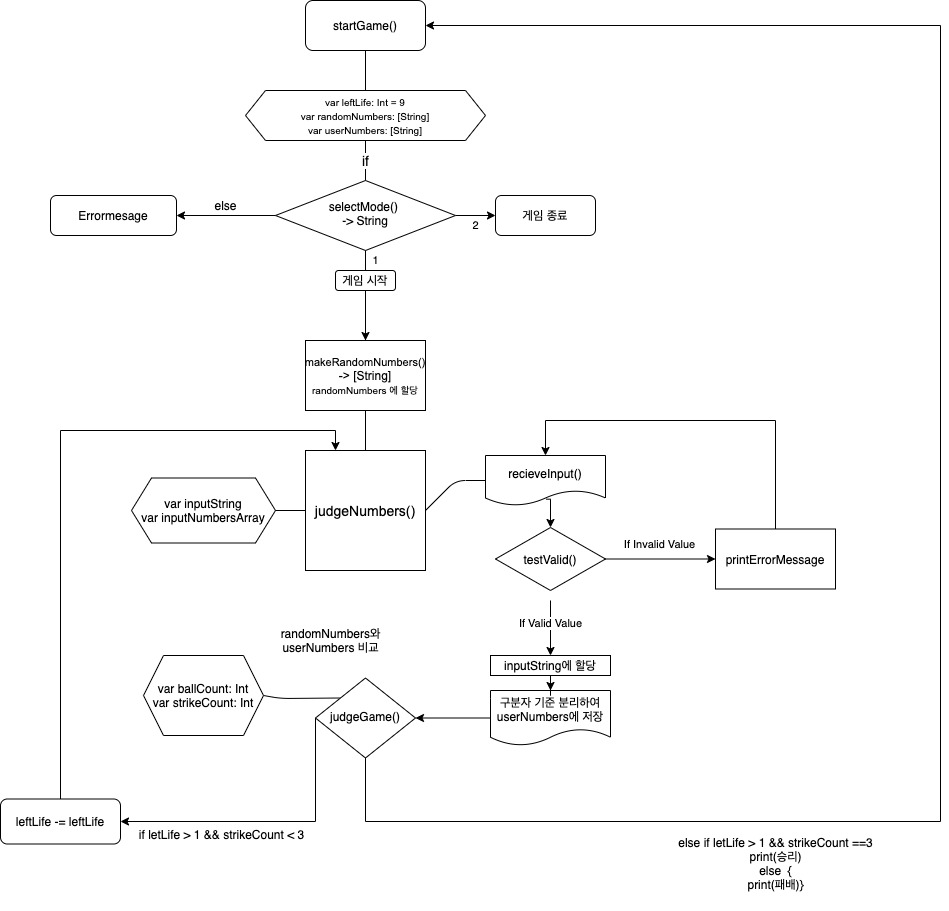 startGame()
var leftLife: Int = 9
var randomNumbers: [String]
var userNumbers: [String]
if
selectMode()
-> String
else
Errormesage
2
게임 종료
1
게임 시작
makeRandomNumbers()
-> [String]
randomNumbers 에 할당
judgeNumbers()
var inputString
var inputNumbersArray
recieveInput()
testValid()
If Invalid Value
printErrorMessage
If Valid Value
inputString에 할당
구분자 기준 분리하여
userNumbers에 저장
randomNumbers와
userNumbers 비교
var ballCount: Int
var strikeCount: Int
judgeGame()
leftLife -= leftLife
if letLife > 1 && strikeCount < 3
else if letLife > 1 && strikeCount ==3
print(승리)
else {
print(패배)}